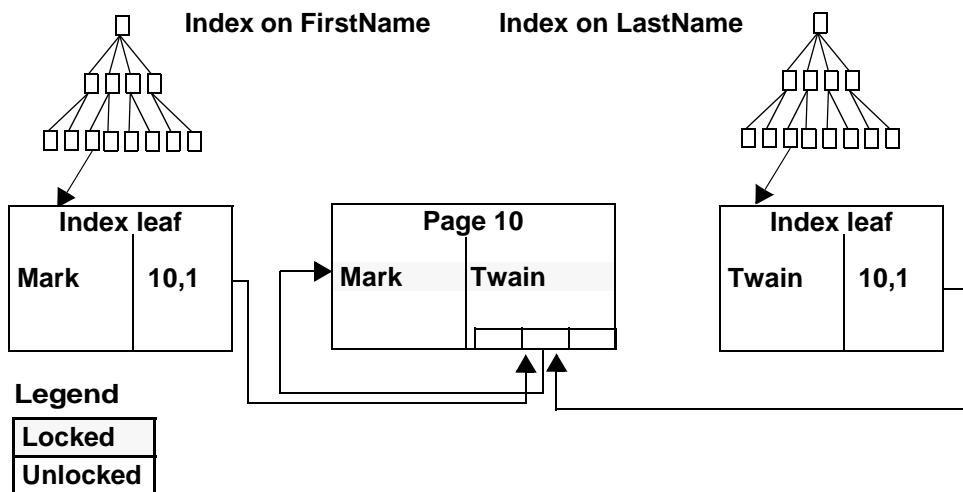 Index on FirstName
Index on LastName
Index leaf
Mark 10,1
Page 10
Mark Twain
Index leaf
Twain 10,1
Legend
Locked
Unlocked